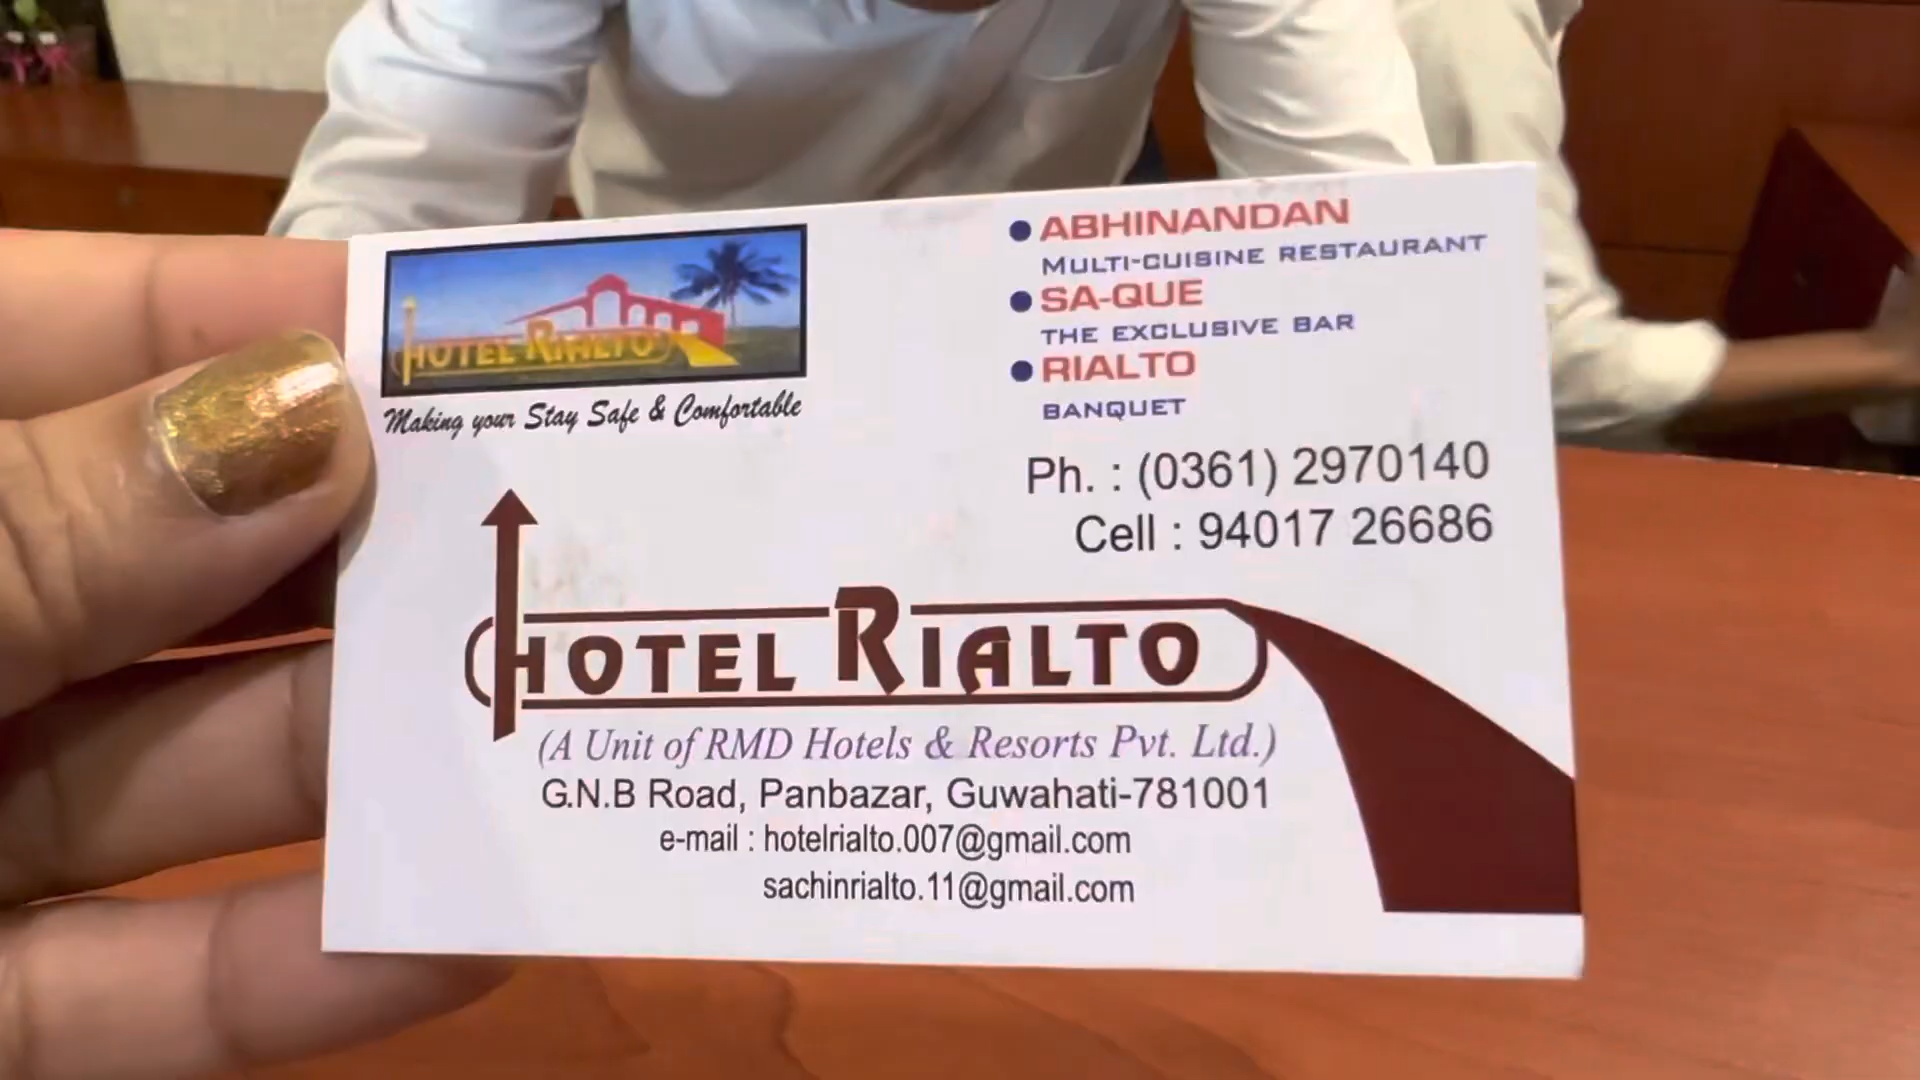 HOTEL RIALTO
Making your Stay Safe & Comfortable
ABHINANDAN
MULTI-CUISINE RESTAURANT
SA-QUE
THE EXCLUSIVE BAR
RIALTO
BANQUET
Ph. : (0361) 2970140
Cell : 94017 26686
HOTEL RIALTO
(A Unit of RMD Hotels & Resorts Pvt. Ltd.)
G.N.B Road, Panbazar, Guwahati-781001
e-mail : hotelrialto.007@gmail.com
sachinrialto.11@gmail.com